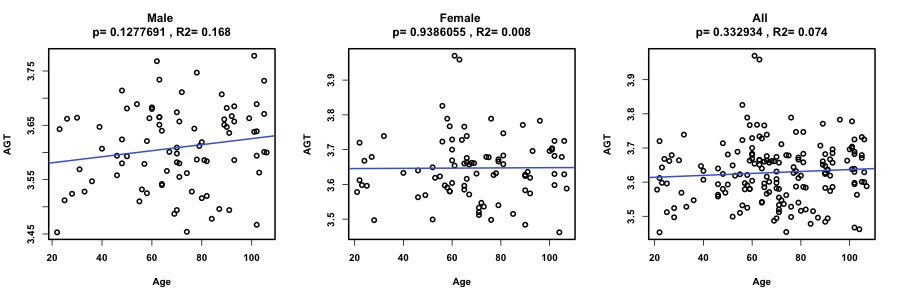 Male
p= 0.1277691 , R2= 0.168
AGT
3.75
3.65
3.55
3.45
20 40 60 80 100
Age
Female
p= 0.9386055 , R2= 0.008
AGT
3.9
3.8
3.7
3.6
3.5
20 40 60 80 100
Age
All
p= 0.332934 , R2= 0.074
AGT
3.9
3.8
3.7
3.6
3.5
20 40 60 80 100
Age